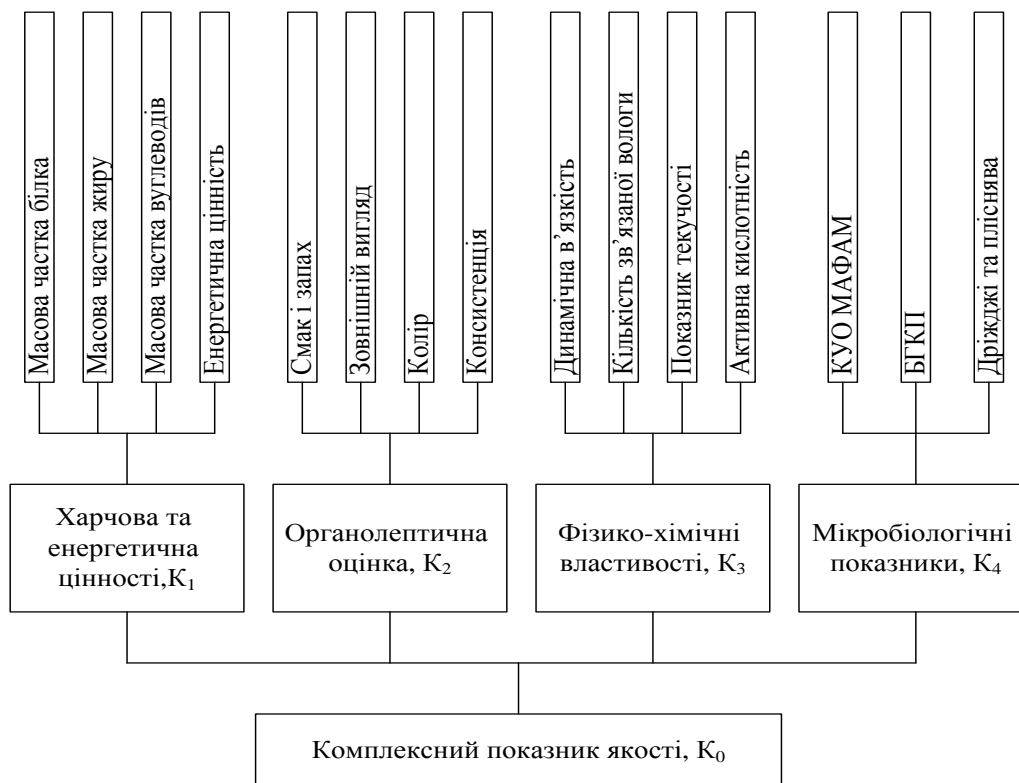 Масова частка білка
Масова частка жиру
Масова частка вуглеводів
Енергетична цінність
Смак і запах
Зовнішній вигляд
Колір
Консистенція
Динамічна в’язкість
Кількість зв’язаної вологи
Показник текучості
Активна кислотність
КУО МАФАМ
БГКП
Дріжджі та пліснява
Харчова та
енергетична
цінності,К₁
Органолептична
оцінка, К₂
Фізико-хімічні
властивості, К₃
Мікробіологічні
показники, К₄
Комплексний показник якості, К₀